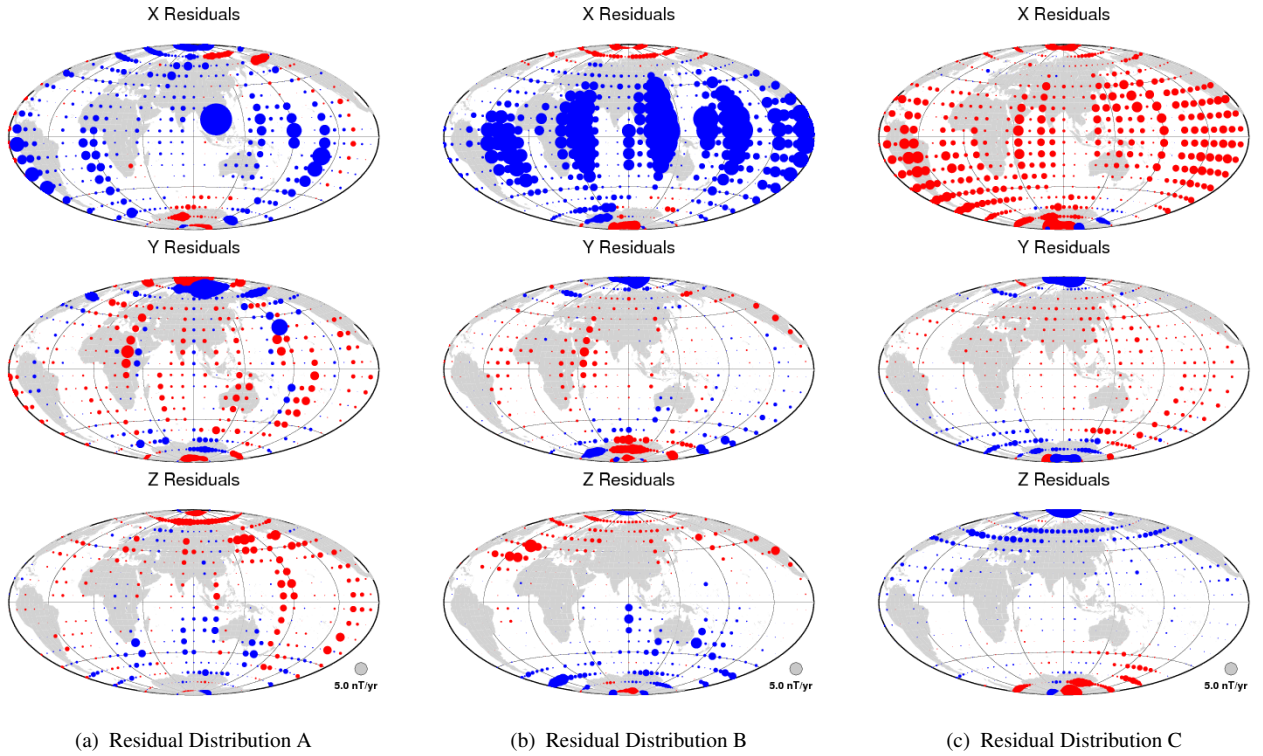 X Residuals
X Residuals
X Residuals
Y Residuals
Y Residuals
Y Residuals
Z Residuals
Z Residuals
Z Residuals
5.0 nT/yr
5.0 nT/yr
5.0 nT/yr
(a) Residual Distribution A
(b) Residual Distribution B
(c) Residual Distribution C